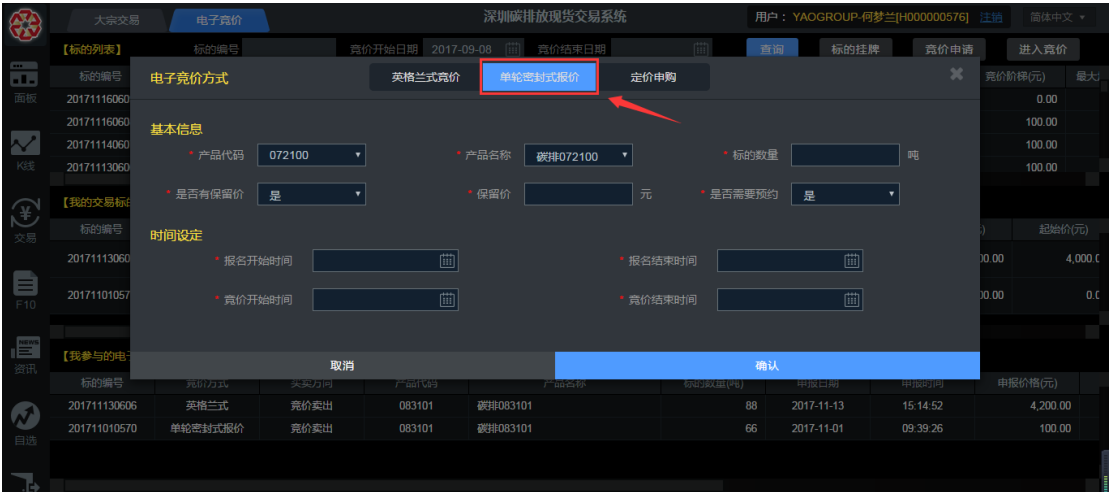 大宗交易 电子竞价 深圳碳排放现货交易系统 用户： YAOGROUP-何梦兰[H000000576] 注销 简体中文
【标的列表】 标的编号 竞价开始日期 2017-09-08 竞价结束日期 查询 标的挂牌 竞价申请 进入竞价
标的编号 电子竞价方式 英格兰式竞价 单轮密封式报价 定价申购 竞价阶梯(元)
面板
20171116060 0.00
20171116060 基本信息 100.00
20171114060 * 产品代码 072100 * 产品名称 碳排072100 * 标的数量 吨 100.00
K线
20171113060 100.00
【我的交易标的 * 是否有保留价 是 * 保留价 元 * 是否需要预约 是
标的编号 时间设定 起始价(元)
交易
20171113060 * 报名开始时间 * 报名结束时间 00.00
20171101057 * 竞价开始时间 * 竞价结束时间 00.00
F10
NEWS
资讯
【我参与的电子 取消 确认
标的编号 竞价方式 买卖方向 产品代码 产品名称 标的数量(吨) 申报日期 申报时间 申报价格(元)
201711130606 英格兰式 竞价卖出 083101 碳排083101 88 2017-11-13 15:14:52 4,200.00
201711010570 单轮密封式报价 竞价卖出 083101 碳排083101 66 2017-11-01 09:39:26 100.00
自选